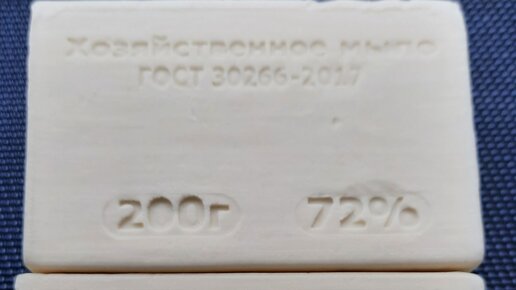 Хозяйственное мыло
ГОСТ 30266-2017
200г 72%